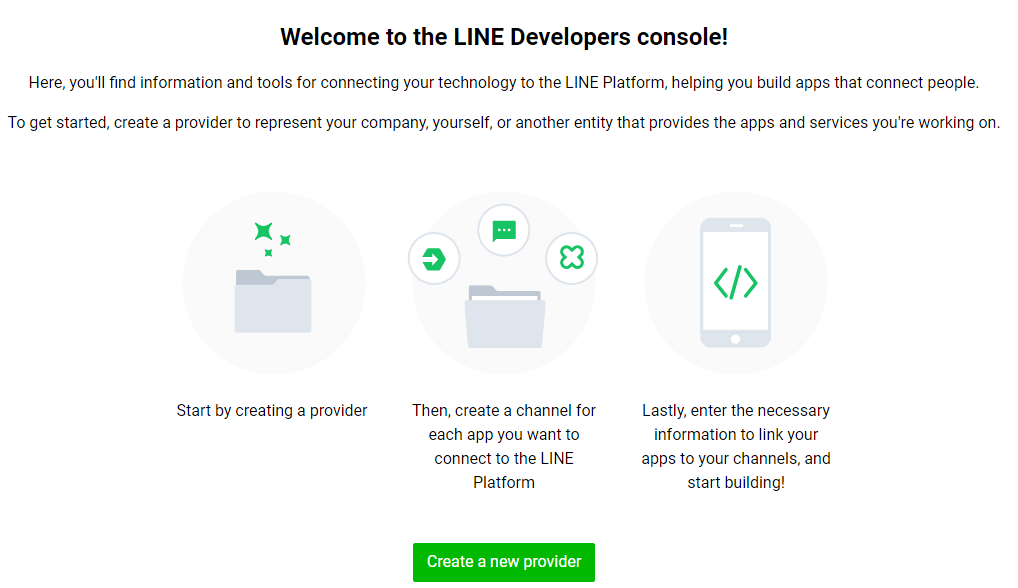 Welcome to the LINE Developers console!
Here, you'll find information and tools for connecting your technology to the LINE Platform, helping you build apps that connect people.
To get started, create a provider to represent your company, yourself, or another entity that provides the apps and services you're working on.
Start by creating a provider
Then, create a channel for
each app you want to
connect to the LINE
Platform
Lastly, enter the necessary
information to link your
apps to your channels, and
start building!
Create a new provider